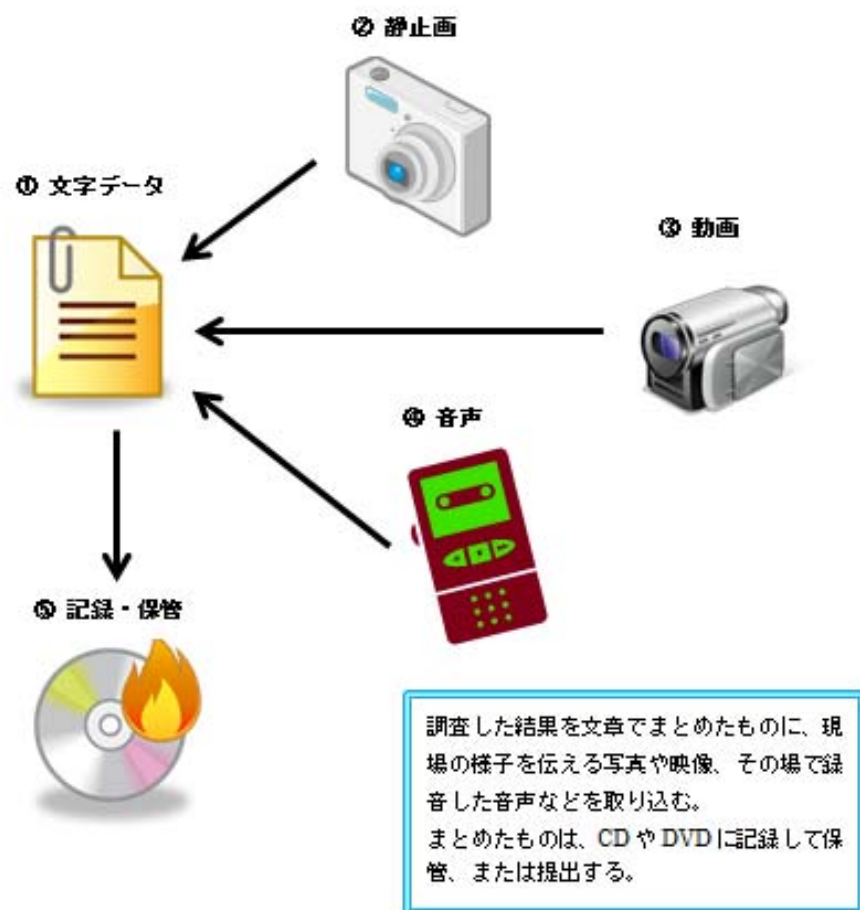 ② 静止画
① 文字データ
③ 動画
④ 音声
⑤ 記録・保管
調査した結果を文章でまとめたものに、現
場の様子を伝える写真や映像、その場で録
音した音声などを取り込む。
まとめたものは、CD や DVD に記録して保
管、または提出する。